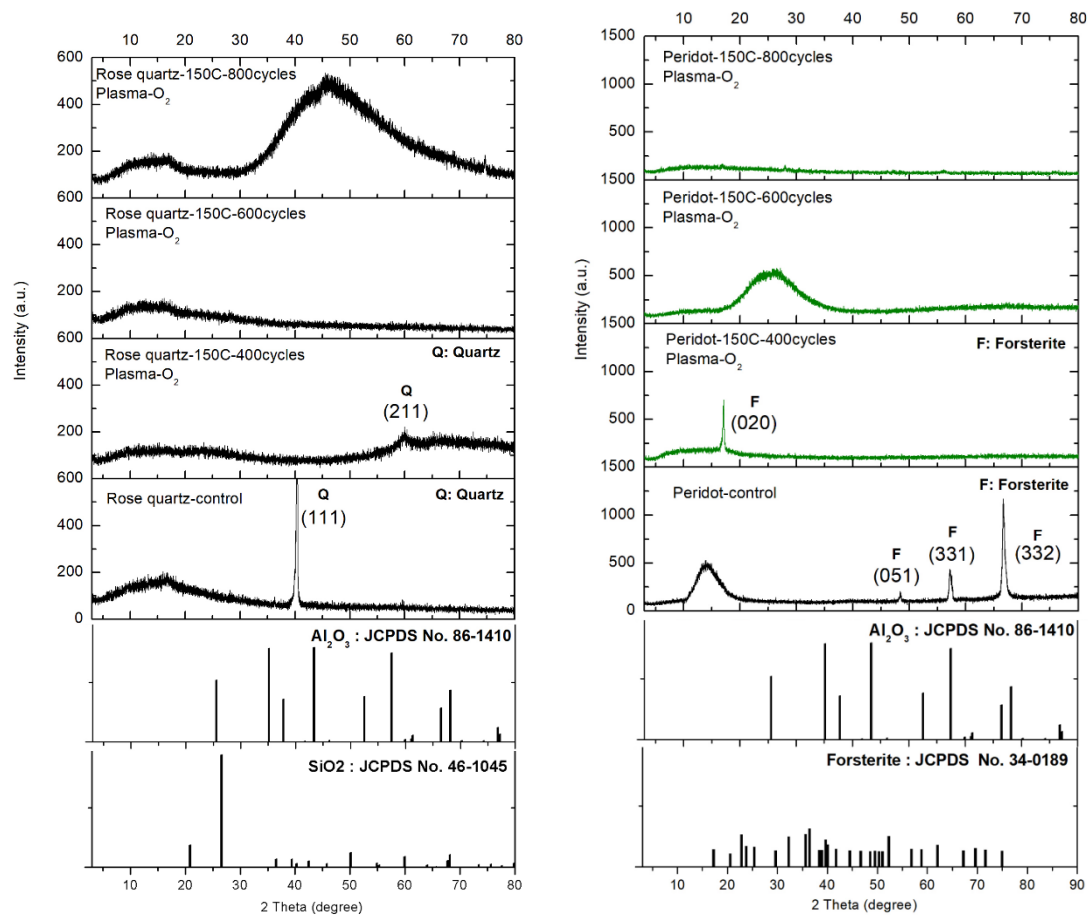 10 20 30 40 50 60 70 80
600
400
200
Rose quartz-150C-800cycles
Plasma-O₂
600
400
200
Rose quartz-150C-600cycles
Plasma-O₂
600
400
200
Rose quartz-150C-400cycles
Plasma-O₂
Q: Quartz
Q
(211)
600
400
200
0
Rose quartz-control
Q: Quartz
Q
(111)
Intensity (a.u.)
Al₂O₃ : JCPDS No. 86-1410
SiO2 : JCPDS No. 46-1045
10 20 30 40 50 60 70 80
2 Theta (degree)
10 20 30 40 50 60 70 80
1500
1000
500
Peridot-150C-800cycles
Plasma-O₂
1500
1000
500
Peridot-150C-600cycles
Plasma-O₂
1500
1000
500
Peridot-150C-400cycles
Plasma-O₂
F: Forsterite
F
(020)
1500
1000
500
0
Peridot-control
F: Forsterite
F
(051)
F
(331)
F
(332)
Intensity (a.u.)
Al₂O₃ : JCPDS No. 86-1410
Forsterite : JCPDS No. 34-0189
10 20 30 40 50 60 70 80 90
2 Theta (degree)